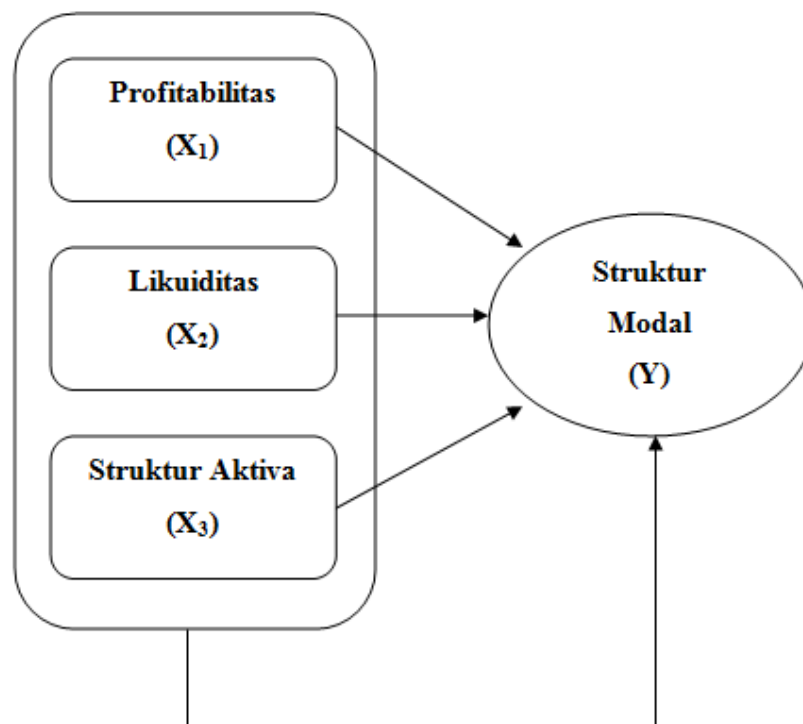 Profitabilitas
(X₁)
Likuiditas
(X₂)
Struktur Aktiva
(X₃)
Struktur
Modal
(Y)